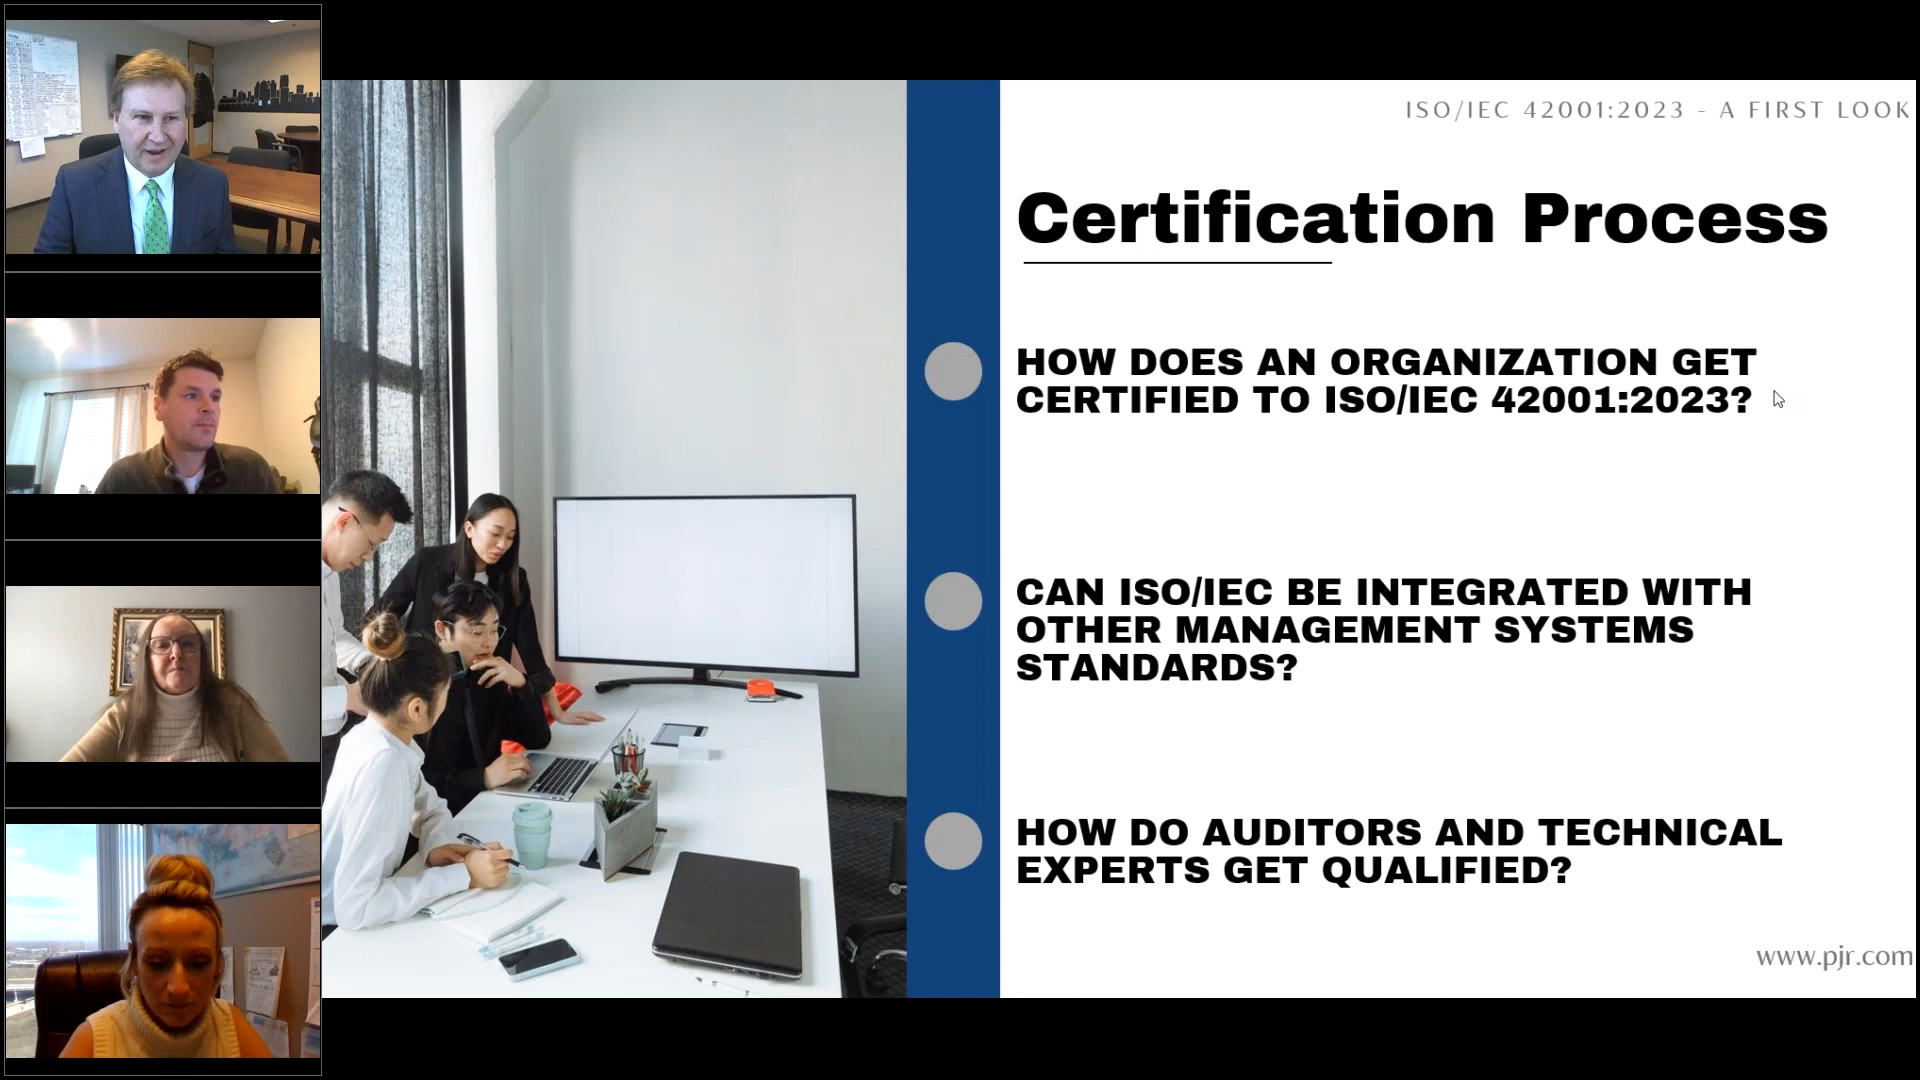 ISO/IEC 42001:2023 - A FIRST LOOK
Certification Process
HOW DOES AN ORGANIZATION GET
CERTIFIED TO ISO/IEC 42001:2023?
CAN ISO/IEC BE INTEGRATED WITH
OTHER MANAGEMENT SYSTEMS
STANDARDS?
HOW DO AUDITORS AND TECHNICAL
EXPERTS GET QUALIFIED?
www.pjr.com